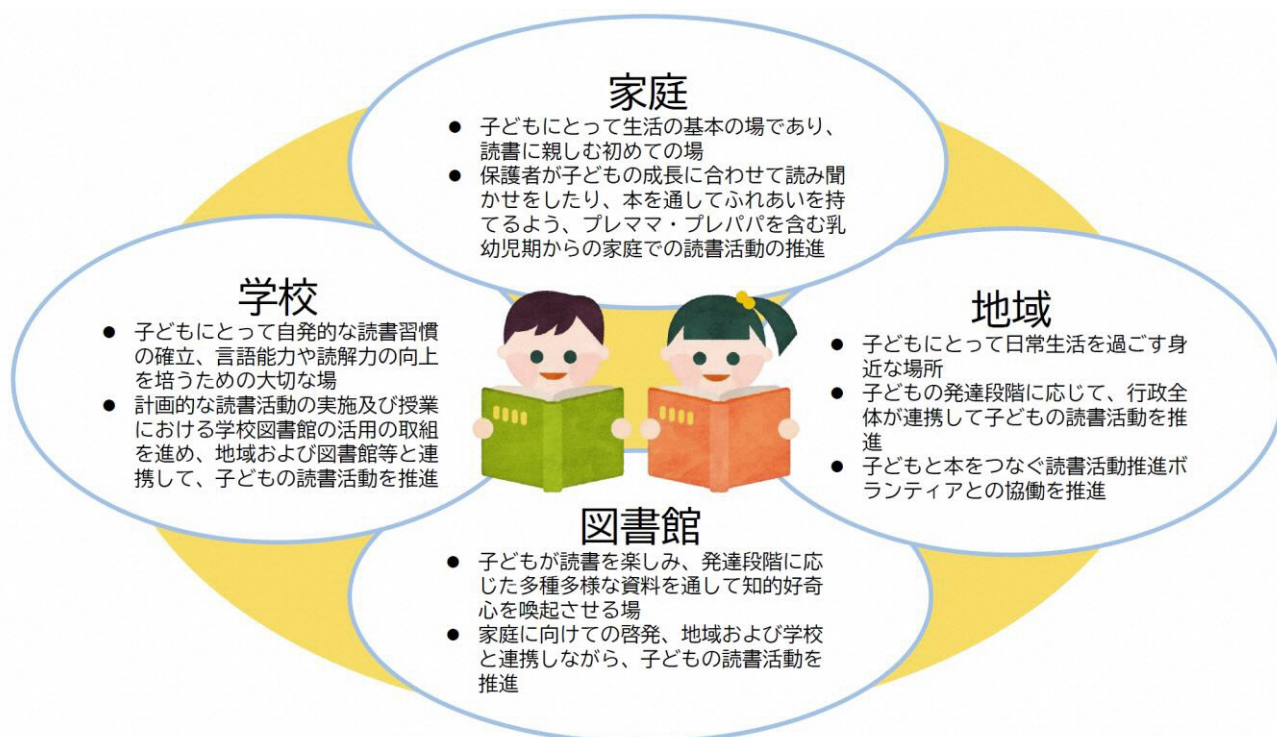 家庭
● 子どもにとって生活の基本の場であり、
読書に親しむ初めての場
● 保護者が子どもの成長に合わせて読み聞
かせをしたり、本を通してふれあいを持
てるよう、プレママ・プレパパを含む乳
幼児期からの家庭での読書活動の推進
学校
● 子どもにとって自発的な読書習慣
の確立、言語能力や読解力の向上
を培うための大切な場
● 計画的な読書活動の実施及び授業
における学校図書館の活用の取組
を進め、地域および図書館等と連
携して、子どもの読書活動を推進
地域
● 子どもにとって日常生活を過ごす身
近な場所
● 子どもの発達段階に応じて、行政全
体が連携して子どもの読書活動を推
進
● 子どもと本をつなぐ読書活動推進ボ
ランティアとの協働を推進
図書館
● 子どもが読書を楽しみ、発達段階に応
じた多種多様な資料を通して知的好奇
心を喚起させる場
● 家庭に向けての啓発、地域および学校
と連携しながら、子どもの読書活動を
推進